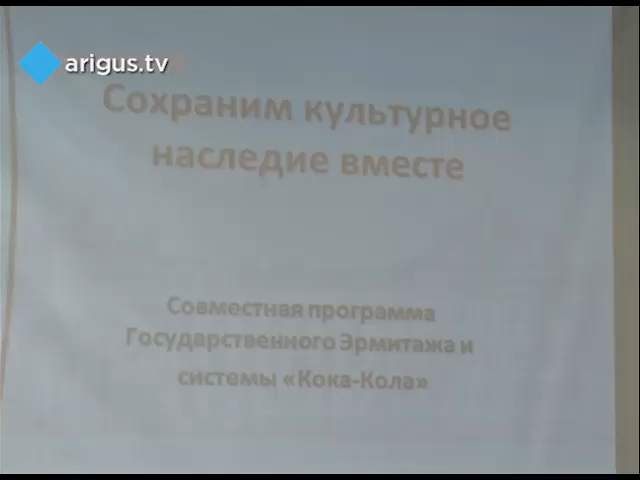 arigus.tv
Сохраним культурное
наследие вместе
Совместная программа
Государственного Эрмитажа и
системы «Кока-Кола»